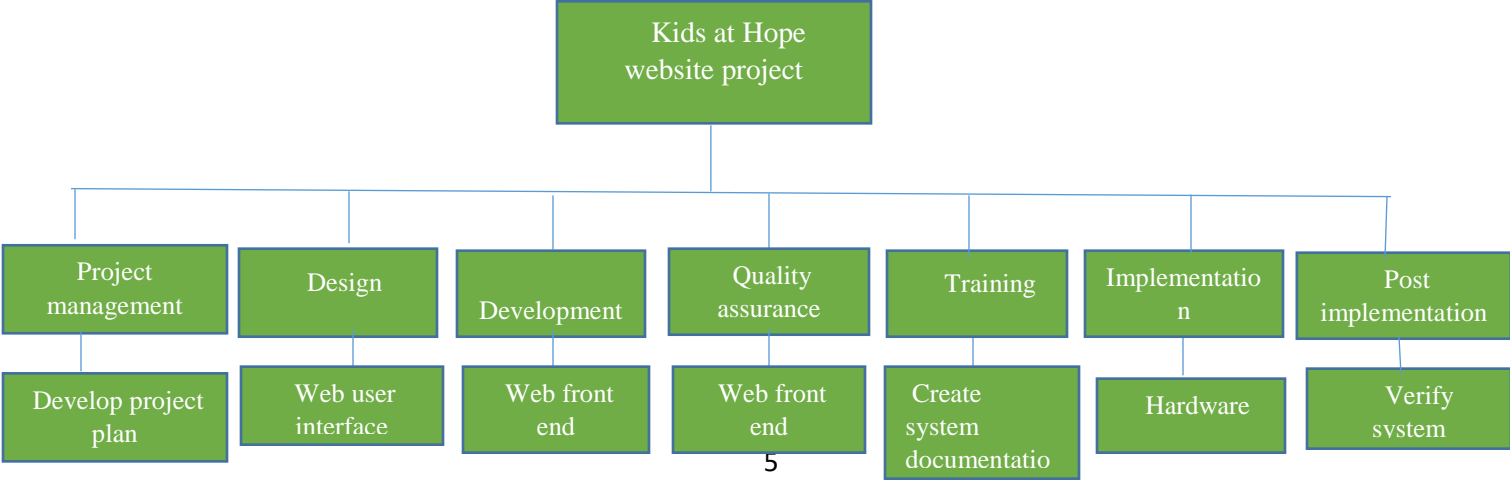 Kids at Hope
website project
Project
management
Design
Development
Quality
assurance
Training
Implementatio
n
Post
implementation
Develop project
plan
Web user
interface
Web front
end
Web front
end
Create
system
documentatio
Hardware
Verify
system
5